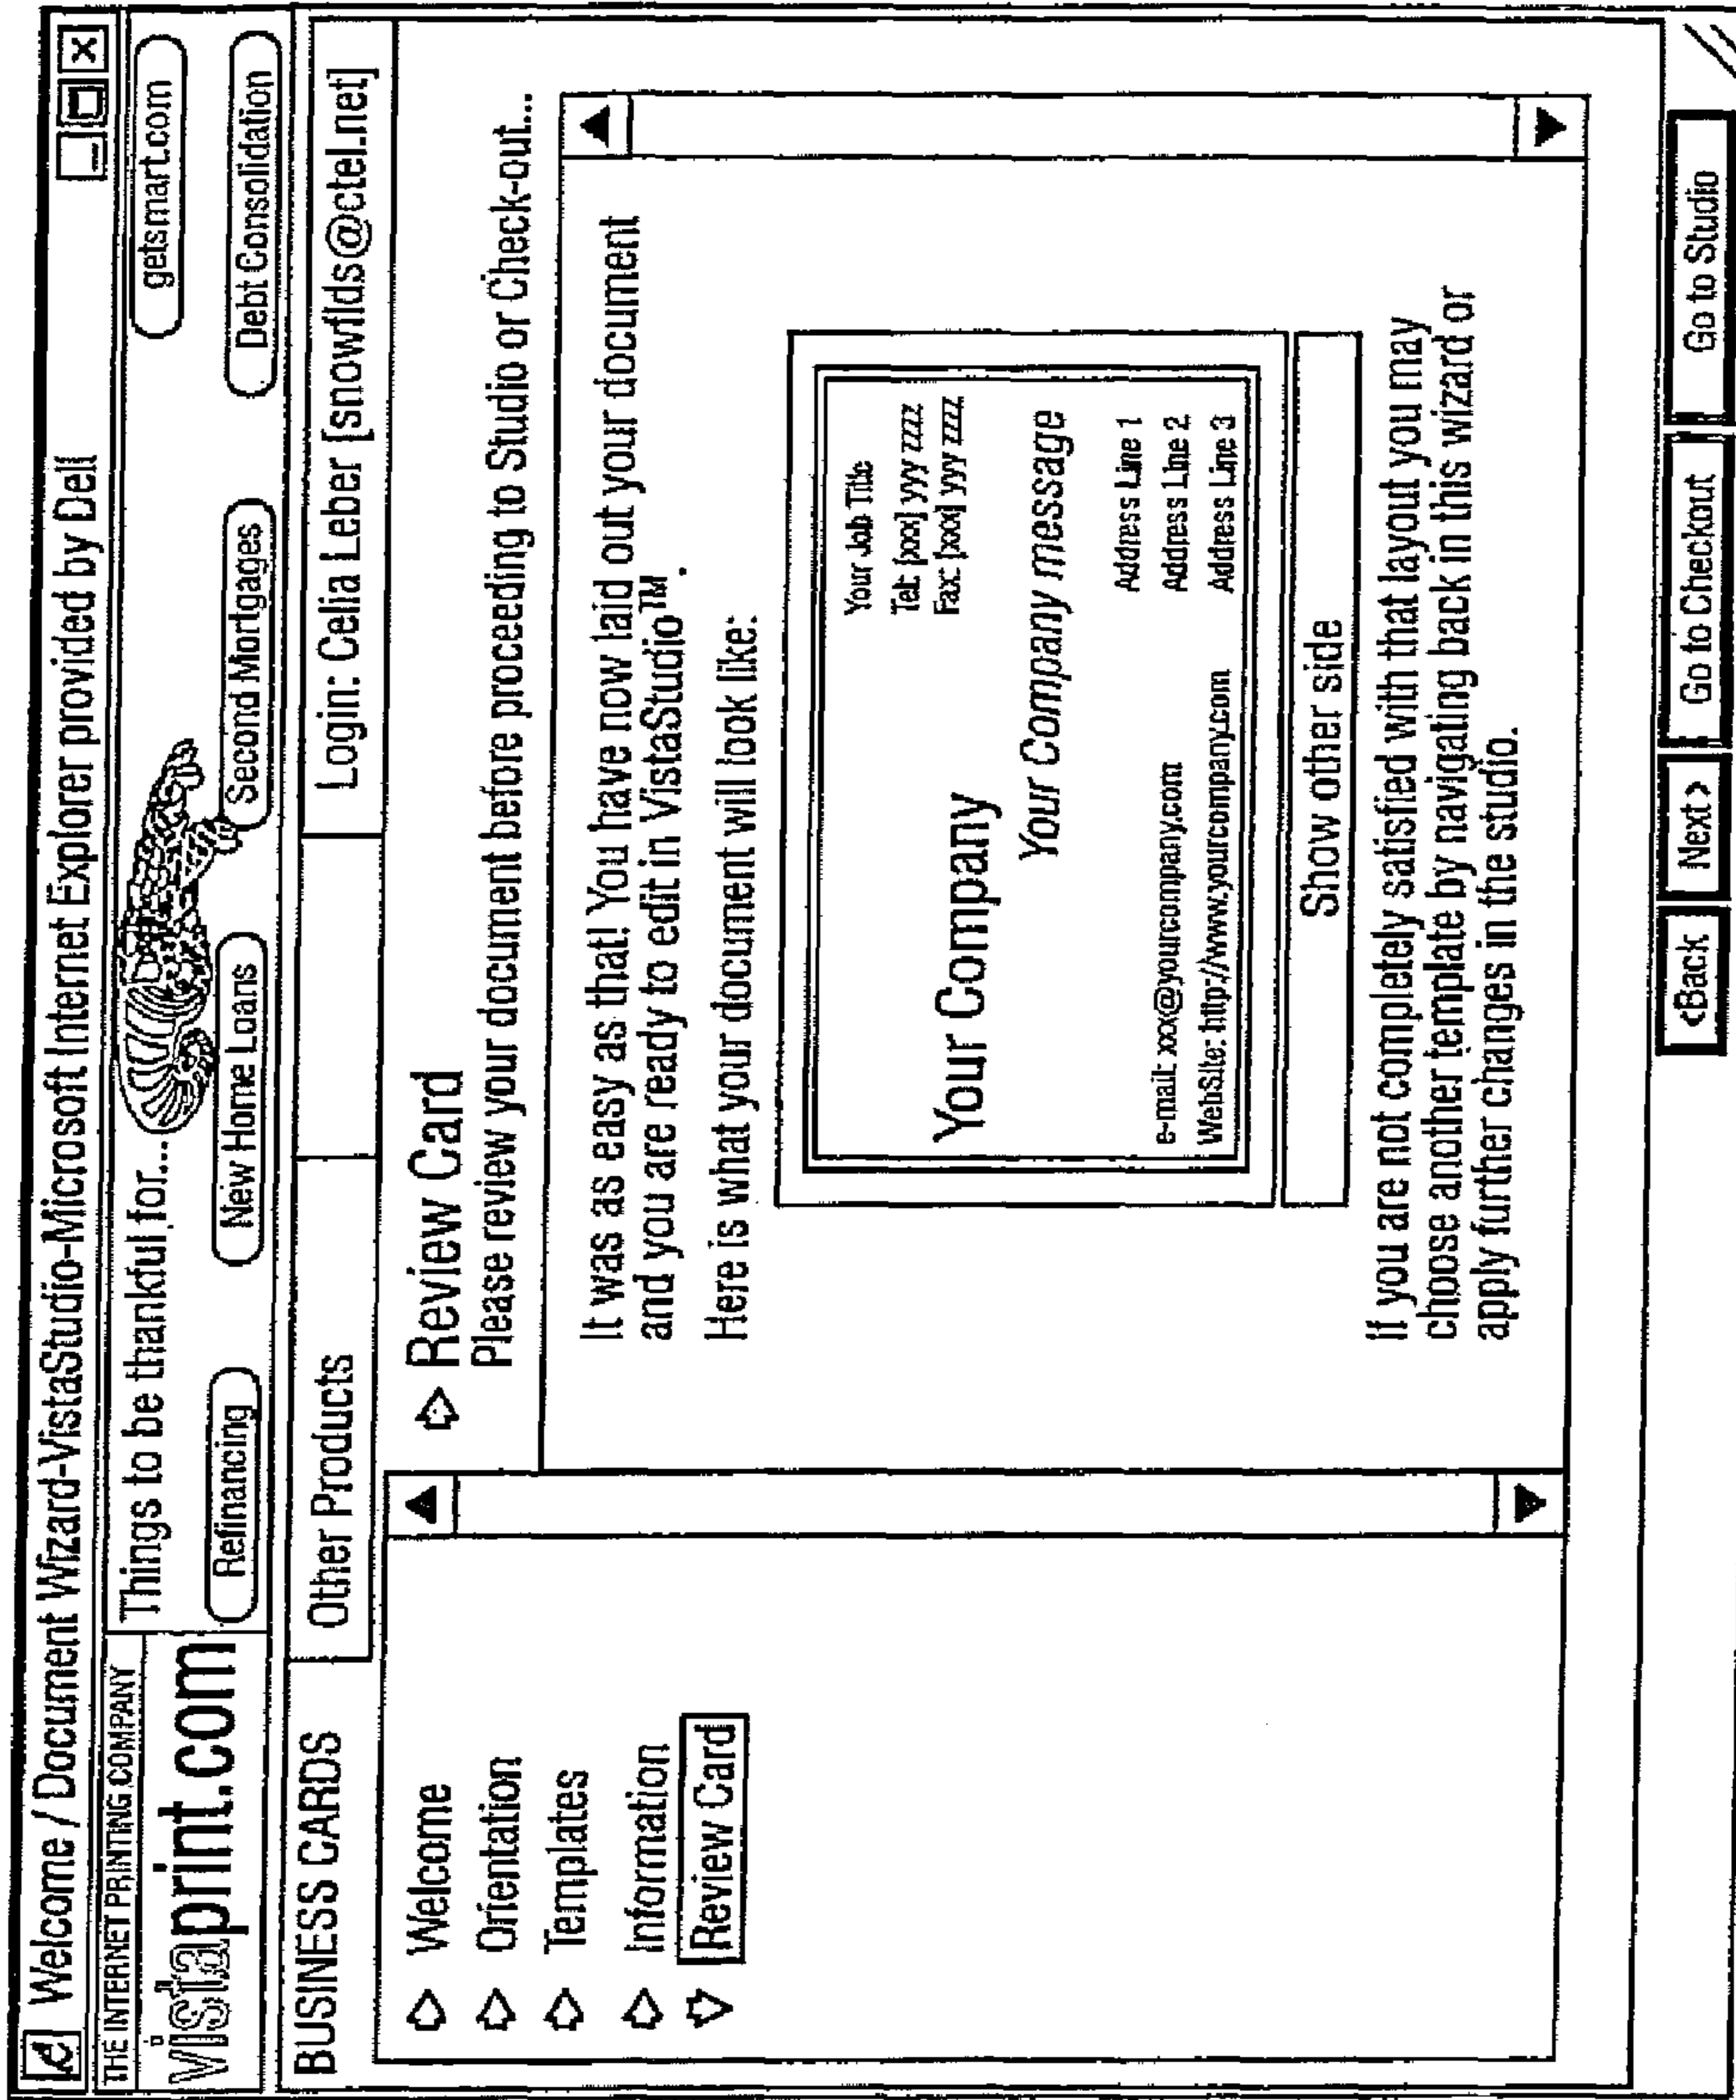 Welcome / Document Wizard-VistaStudio-Microsoft Internet Explorer provided by Dell
THE INTERNET PRINTING COMPANY
vistaprint.com
Things to be thankful for...
getsmart.com
Refinancing
New Home Loans
Second Mortgages
Debt Consolidation
BUSINESS CARDS
Other Products
Login: Celia Leber [snowflds@ctel.net]
Welcome
Orientation
Templates
Information
Review Card
Review Card
Please review your document before proceeding to Studio or Check-out...
It was as easy as that! You have now laid out your document
and you are ready to edit in VistaStudio™.
Here is what your document will look like:
Your Job Title
Your Company
Tel: [xxx] yyy zzzz
Fax: [xxx] yyy zzzz
Your Company message
e-mail: xxx@yourcompany.com
WebSite: http://www.yourcompany.com
Address Line 1
Address Line 2
Address Line 3
Show other side
If you are not completely satisfied with that layout you may
choose another template by navigating back in this wizard or
apply further changes in the studio.
<Back
Next>
Go to Checkout
Go to Studio